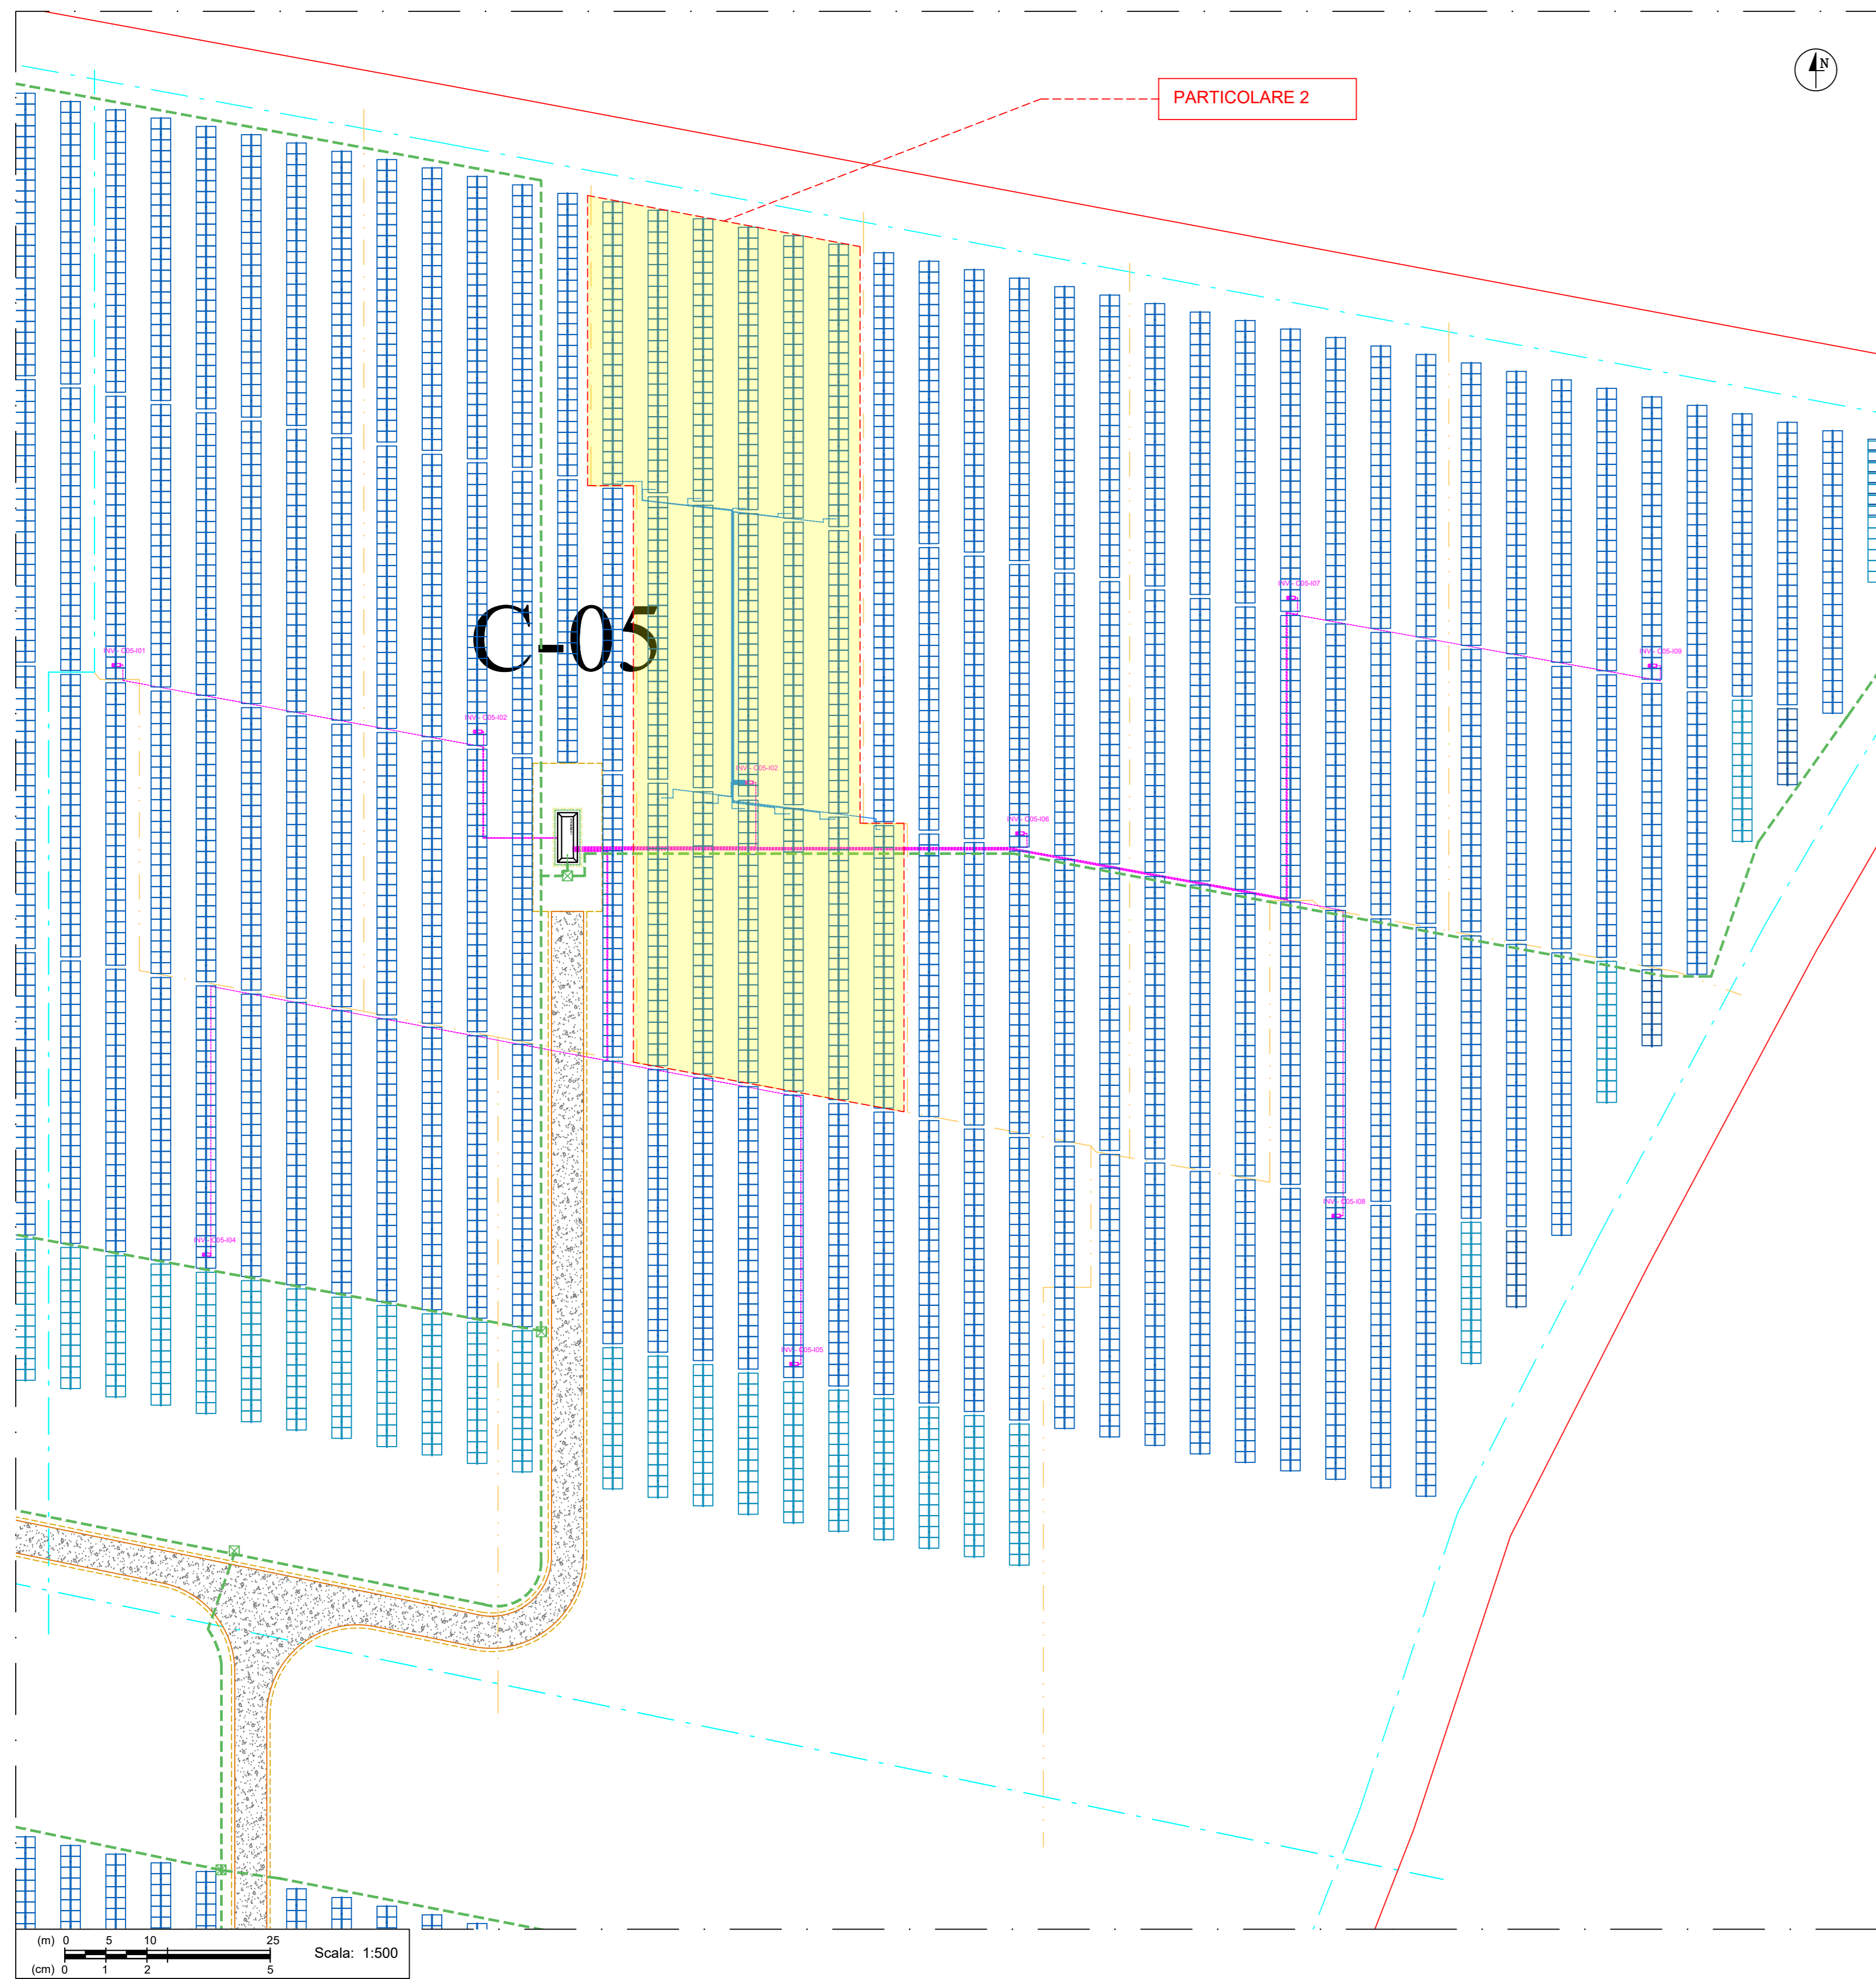 N
PARTICOLARE 2
INV - C05-I07
C-05
INV - C05-I01
INV - C05-I09
INV - C05-I02
INV - C05-I02
INV - C05-I06
INV - C05-I08
INV - C05-I04
INV - C05-I05
(m) 0 5 10 25
Scala: 1:500
(cm) 0 1 2 5